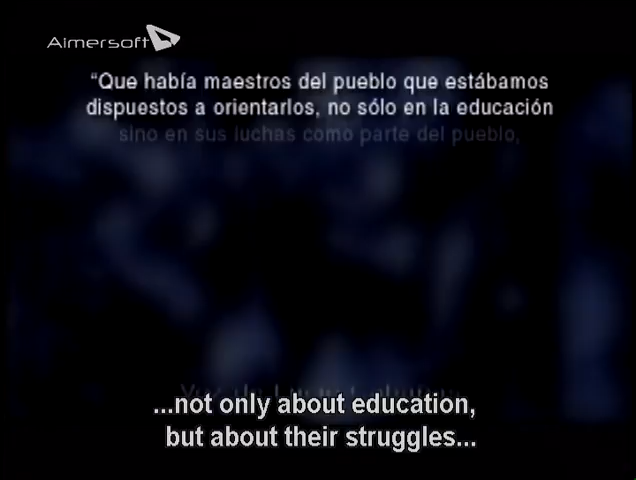 Aimersoft
“Que había maestros del pueblo que estábamos
dispuestos a orientarlos, no sólo en la educación
sino en sus luchas como parte del pueblo,
...not only about education,
but about their struggles...